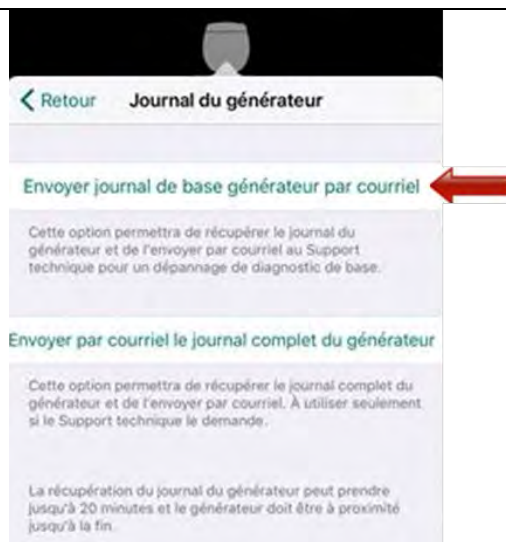 Retour Journal du générateur
Envoyer journal de base générateur par courriel
Cette option permettra de récupérer le journal du
générateur et de l'envoyer par courriel au Support
technique pour un dépannage de diagnostic de base.
Envoyer par courriel le journal complet du générateur
Cette option permettra de récupérer le journal complet du
générateur et de l'envoyer par courriel. À utiliser seulement
si le Support technique le demande.
La récupération du journal du générateur peut prendre
jusqu'à 20 minutes et le générateur doit être à proximité
jusqu'à la fin.